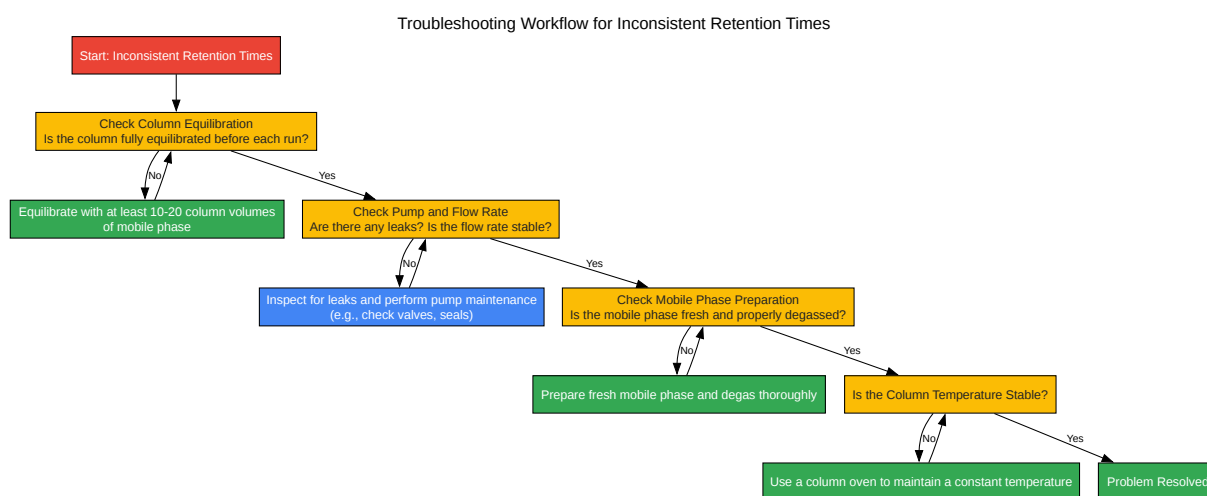 Troubleshooting Workflow for Inconsistent Retention Times
Start: Inconsistent Retention Times
Check Column Equilibration
Is the column fully equilibrated before each run?
No
Yes
Equilibrate with at least 10-20 column volumes
of mobile phase
Check Pump and Flow Rate
Are there any leaks? Is the flow rate stable?
No
Yes
Inspect for leaks and perform pump maintenance
(e.g., check valves, seals)
Check Mobile Phase Preparation
Is the mobile phase fresh and properly degassed?
No
Yes
Prepare fresh mobile phase and degas thoroughly
Is the Column Temperature Stable?
No
Yes
Use a column oven to maintain a constant temperature
Problem Resolved